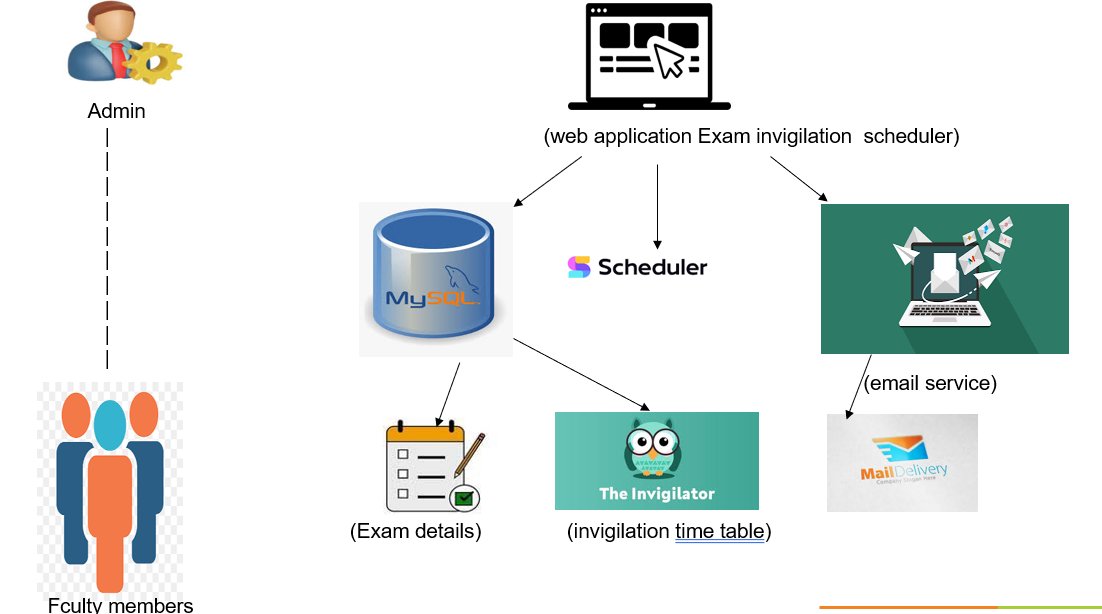 Admin
(web application Exam invigilation  scheduler)
MySQL
Scheduler
(email service)
MailDelivery
Company Slogan Here
The Invigilator
(Exam details)
(invigilation time table)
Fculty members